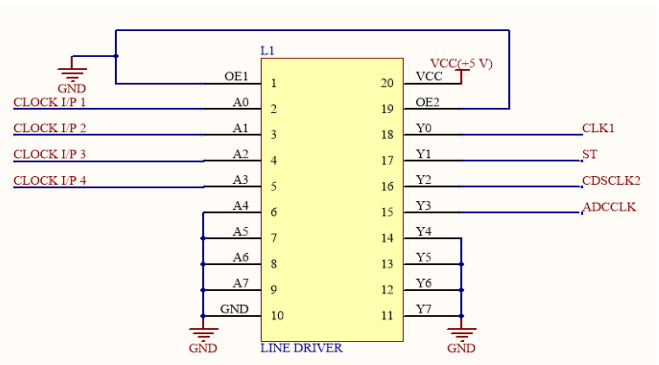 L1
VCC(+5 V)
GND
OE1 1 20 VCC
CLOCK I/P 1 A0 2 19 OE2
CLOCK I/P 2 A1 3 18 Y0 CLK1
CLOCK I/P 3 A2 4 17 Y1 ST
CLOCK I/P 4 A3 5 16 Y2 CDSCLK2
A4 6 15 Y3 ADCCLK
A5 7 14 Y4
A6 8 13 Y5
A7 9 12 Y6
GND 10 11 Y7
GND LINE DRIVER GND